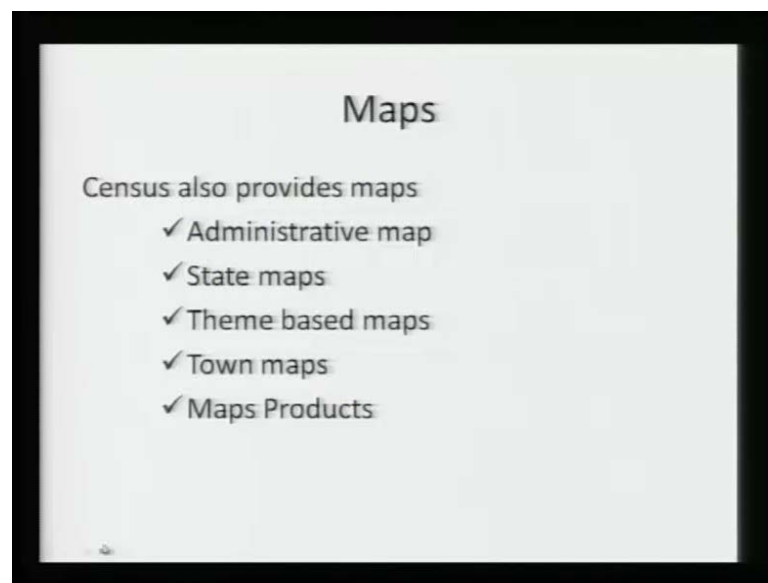 Maps
Census also provides maps
✓ Administrative map
✓ State maps
✓ Theme based maps
✓ Town maps
✓ Maps Products